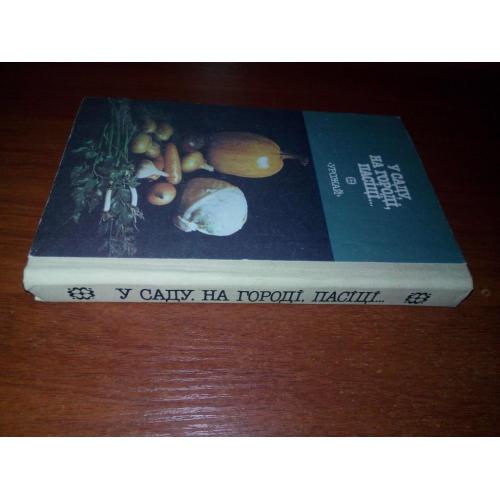 У САДУ,
НА ГОРОДІ,
ПАСІЦІ...
«УРОЖАЙ»
У САДУ, НА ГОРОДІ, ПАСІЦІ...